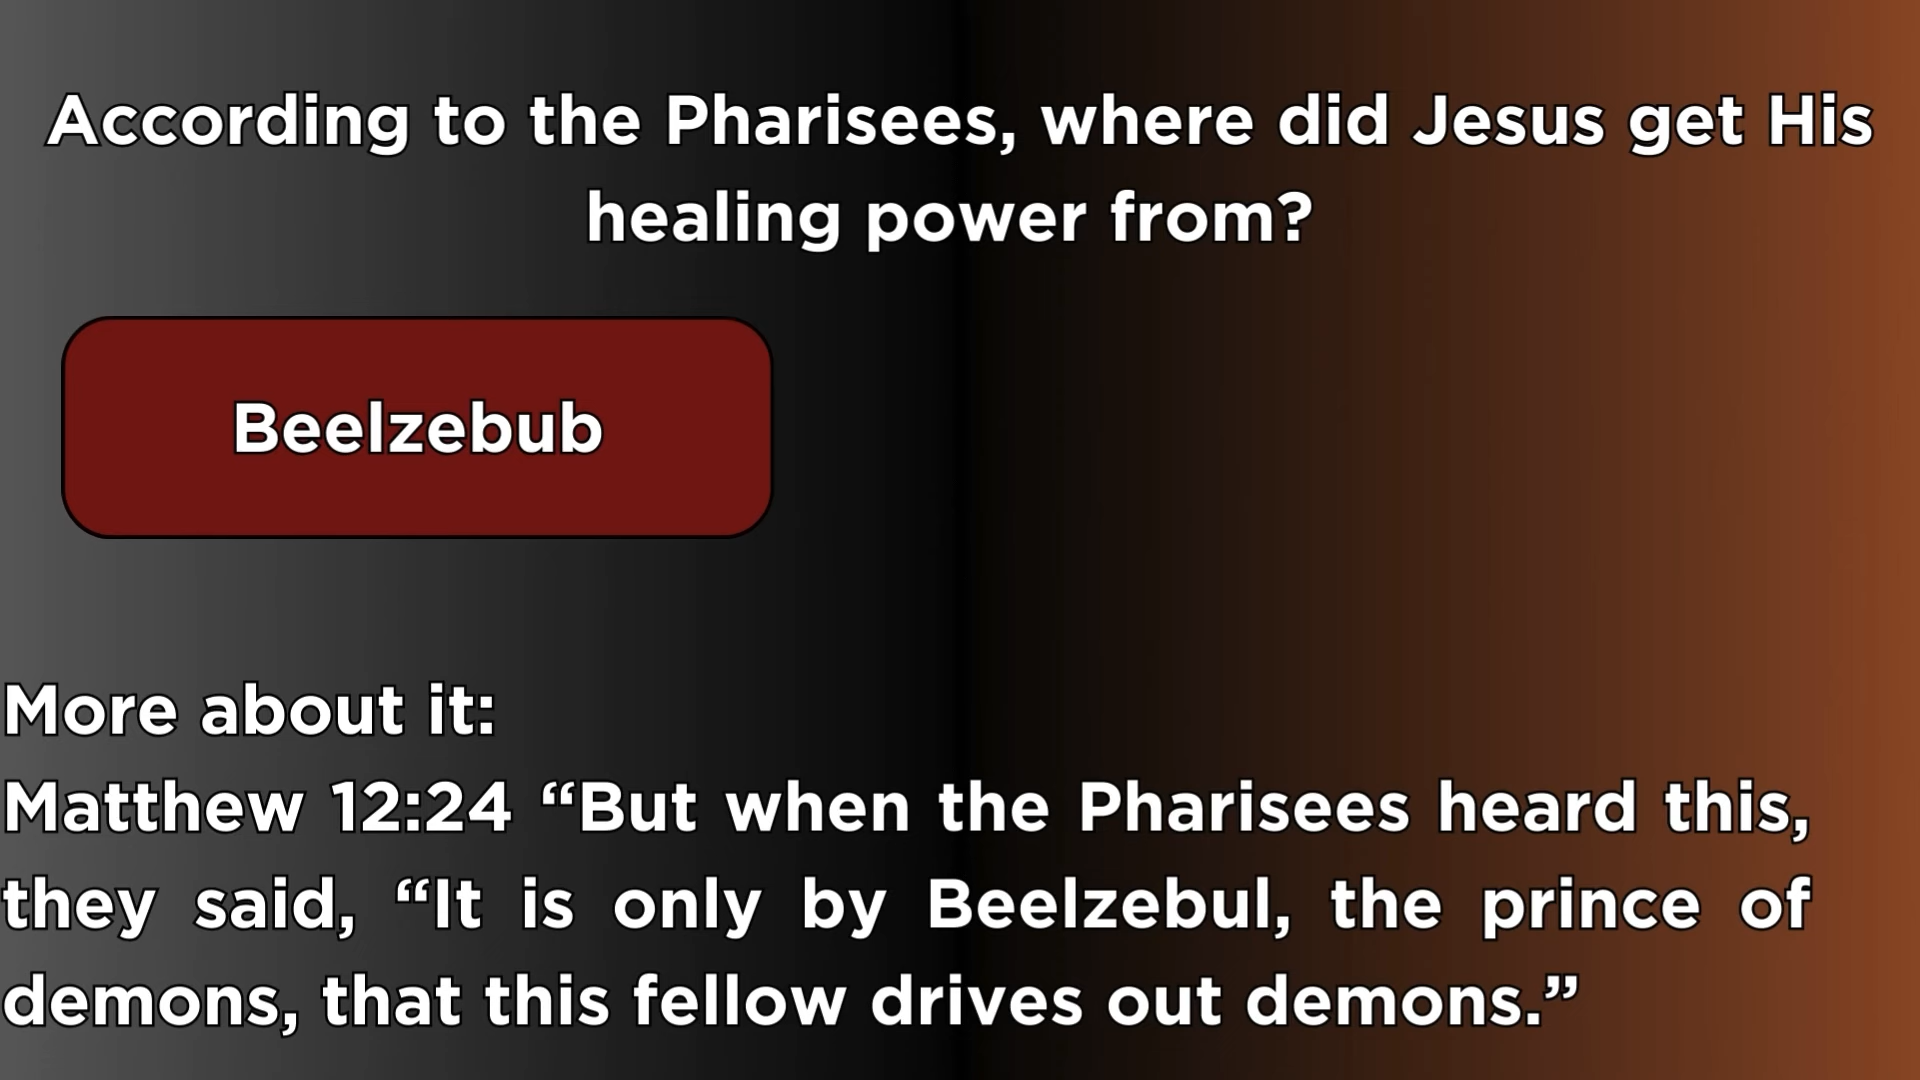 According to the Pharisees, where did Jesus get His
healing power from?
Beelzebub
More about it:
Matthew 12:24 “But when the Pharisees heard this,
they said, “It is only by Beelzebul, the prince of
demons, that this fellow drives out demons.”